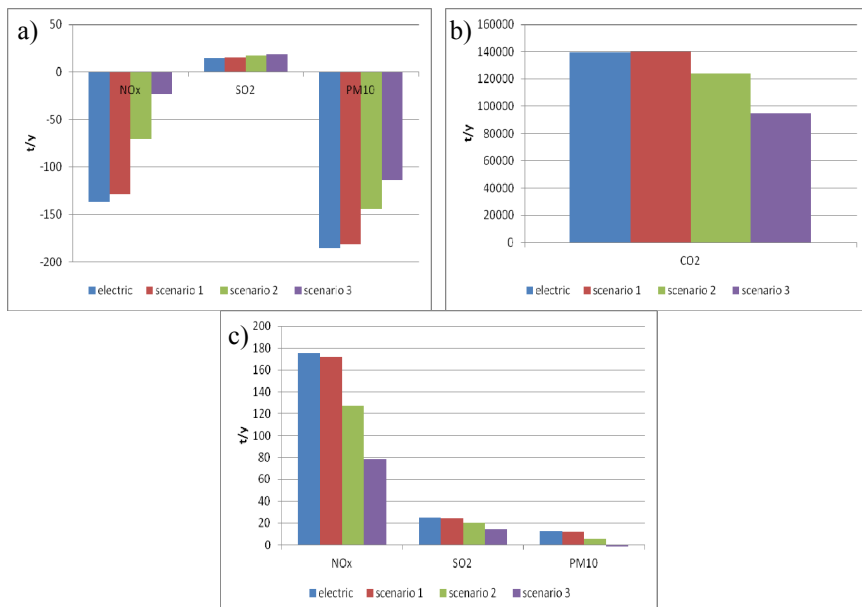 a)
50
0
-50
-100
-150
-200
t/y
NOx
SO2
PM10
electric
scenario 1
scenario 2
scenario 3
b)
160000
140000
120000
100000
80000
60000
40000
20000
0
t/y
CO2
electric
scenario 1
scenario 2
scenario 3
c)
200
180
160
140
120
100
80
60
40
20
0
t/y
NOx
SO2
PM10
electric
scenario 1
scenario 2
scenario 3